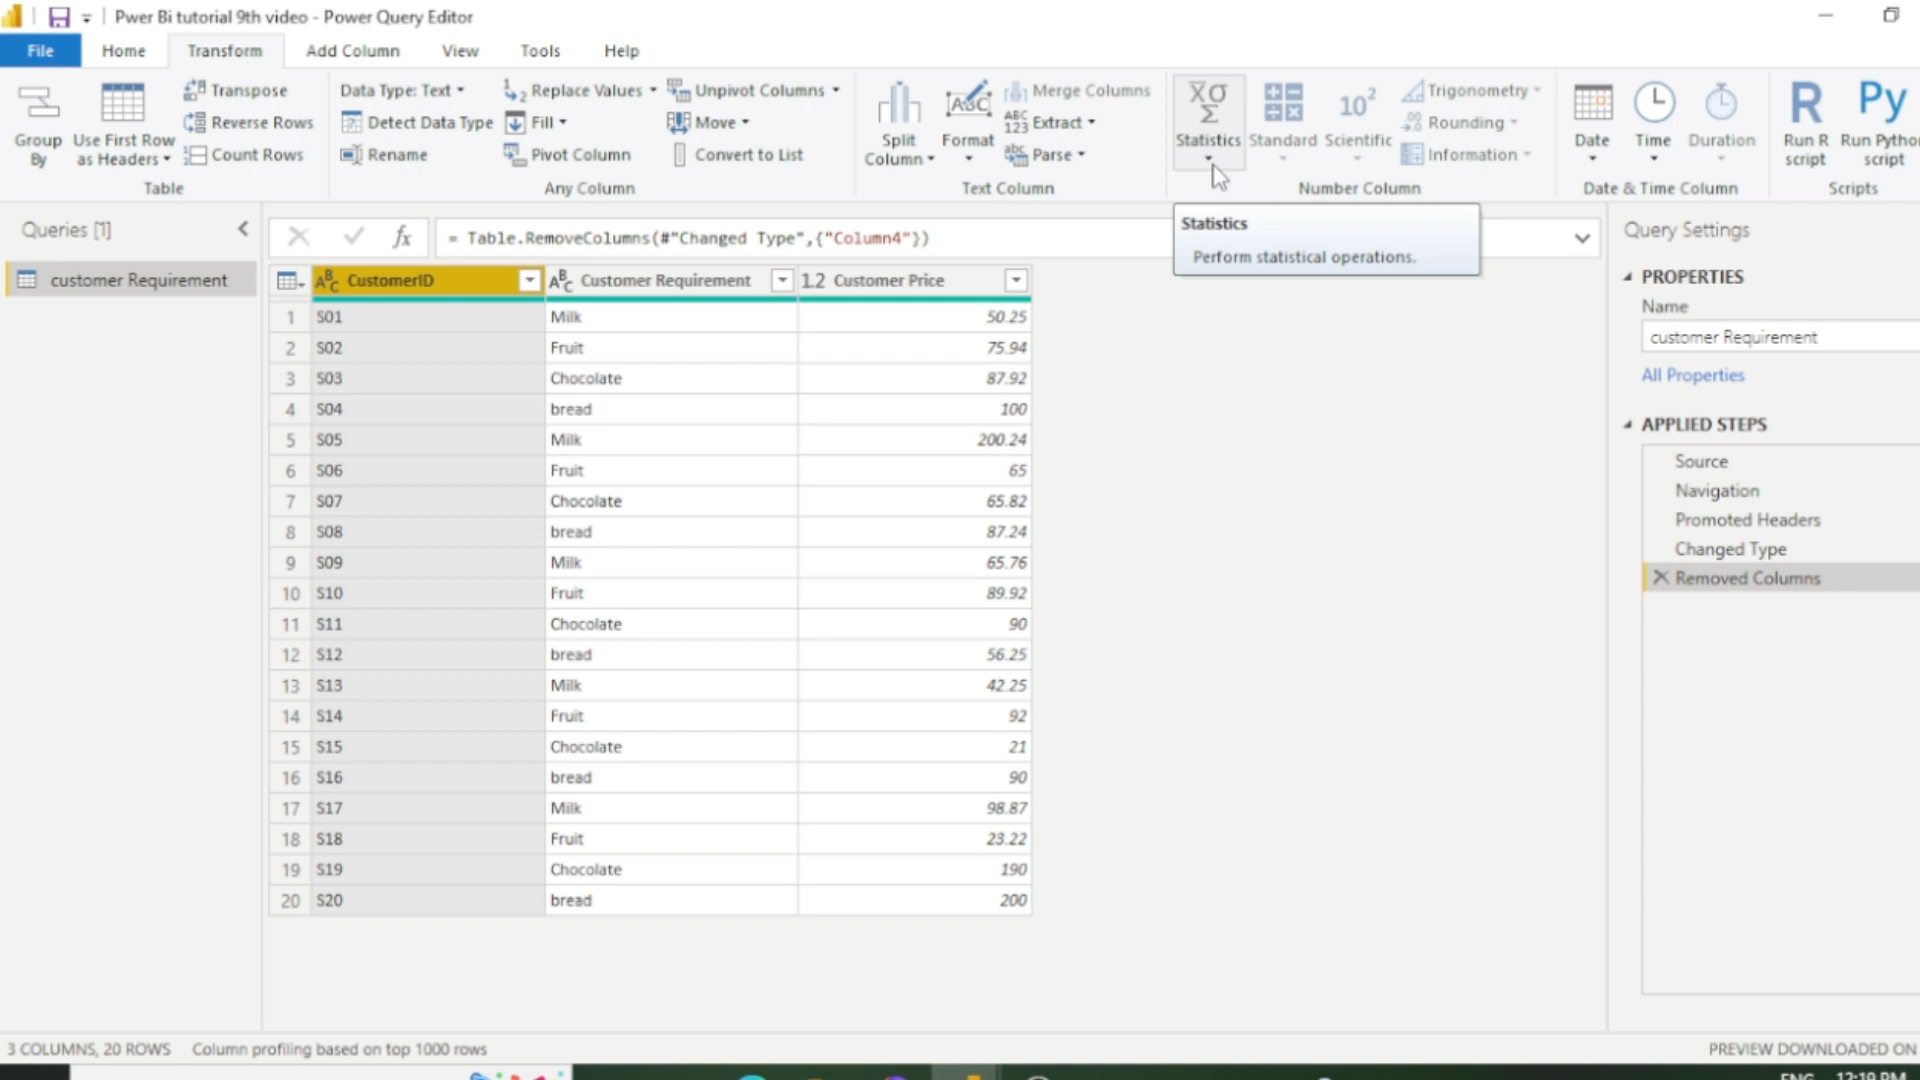 Pwer Bi tutorial 9th video - Power Query Editor
File Home Transform Add Column View Tools Help
Group By
Use First Row as Headers
Transpose
Reverse Rows
Count Rows
Table
Data Type: Text
Detect Data Type
Rename
Replace Values
Fill
Pivot Column
Unpivot Columns
Move
Convert to List
Any Column
Split Column
Format
Merge Columns
Extract
Parse
Text Column
Statistics
Standard
Scientific
Trigonometry
Rounding
Information
Number Column
Date
Time
Duration
Date & Time Column
Run R script
Run Python script
Scripts
Queries [1]
customer Requirement
= Table.RemoveColumns(#"Changed Type",{"Column4"})
Statistics
Perform statistical operations.
CustomerID Customer Requirement 1.2 Customer Price
1 S01 Milk 50.25
2 S02 Fruit 75.94
3 S03 Chocolate 87.92
4 S04 bread 100
5 S05 Milk 200.24
6 S06 Fruit 65
7 S07 Chocolate 65.82
8 S08 bread 87.24
9 S09 Milk 65.76
10 S10 Fruit 89.92
11 S11 Chocolate 90
12 S12 bread 56.25
13 S13 Milk 42.25
14 S14 Fruit 92
15 S15 Chocolate 21
16 S16 bread 90
17 S17 Milk 98.87
18 S18 Fruit 23.22
19 S19 Chocolate 190
20 S20 bread 200
Query Settings
PROPERTIES
Name
customer Requirement
All Properties
APPLIED STEPS
Source
Navigation
Promoted Headers
Changed Type
Removed Columns
3 COLUMNS, 20 ROWS Column profiling based on top 1000 rows
PREVIEW DOWNLOADED ON
ENG 12:19 PM